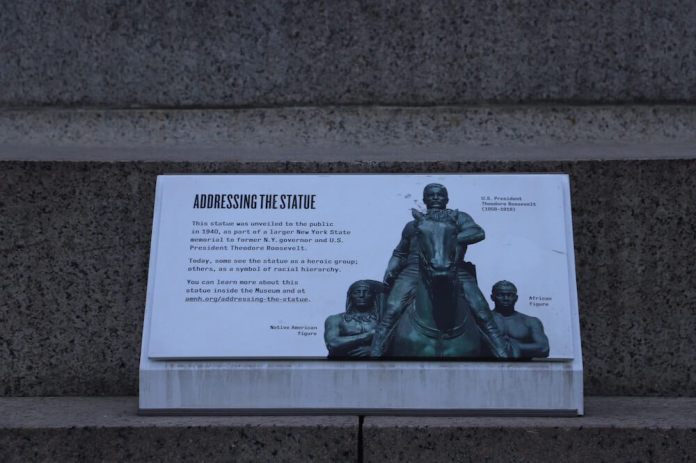 ADDRESSING THE STATUE
This statue was unveiled to the public
in 1940, as part of a larger New York State
memorial to former N.Y. governor and U.S.
President Theodore Roosevelt.
Today, some see the statue as a heroic group;
others, as a symbol of racial hierarchy.
You can learn more about this
statue inside the Museum and at
amnh.org/addressing-the-statue.
U.S. President
Theodore Roosevelt
(1858–1919)
Native American
figure
African
figure